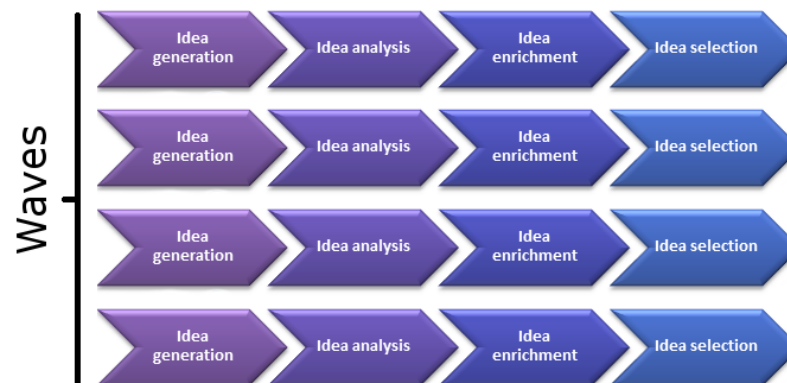 Waves
Idea
generation
Idea analysis
Idea
enrichment
Idea selection
Idea
generation
Idea analysis
Idea
enrichment
Idea selection
Idea
generation
Idea analysis
Idea
enrichment
Idea selection
Idea
generation
Idea analysis
Idea
enrichment
Idea selection